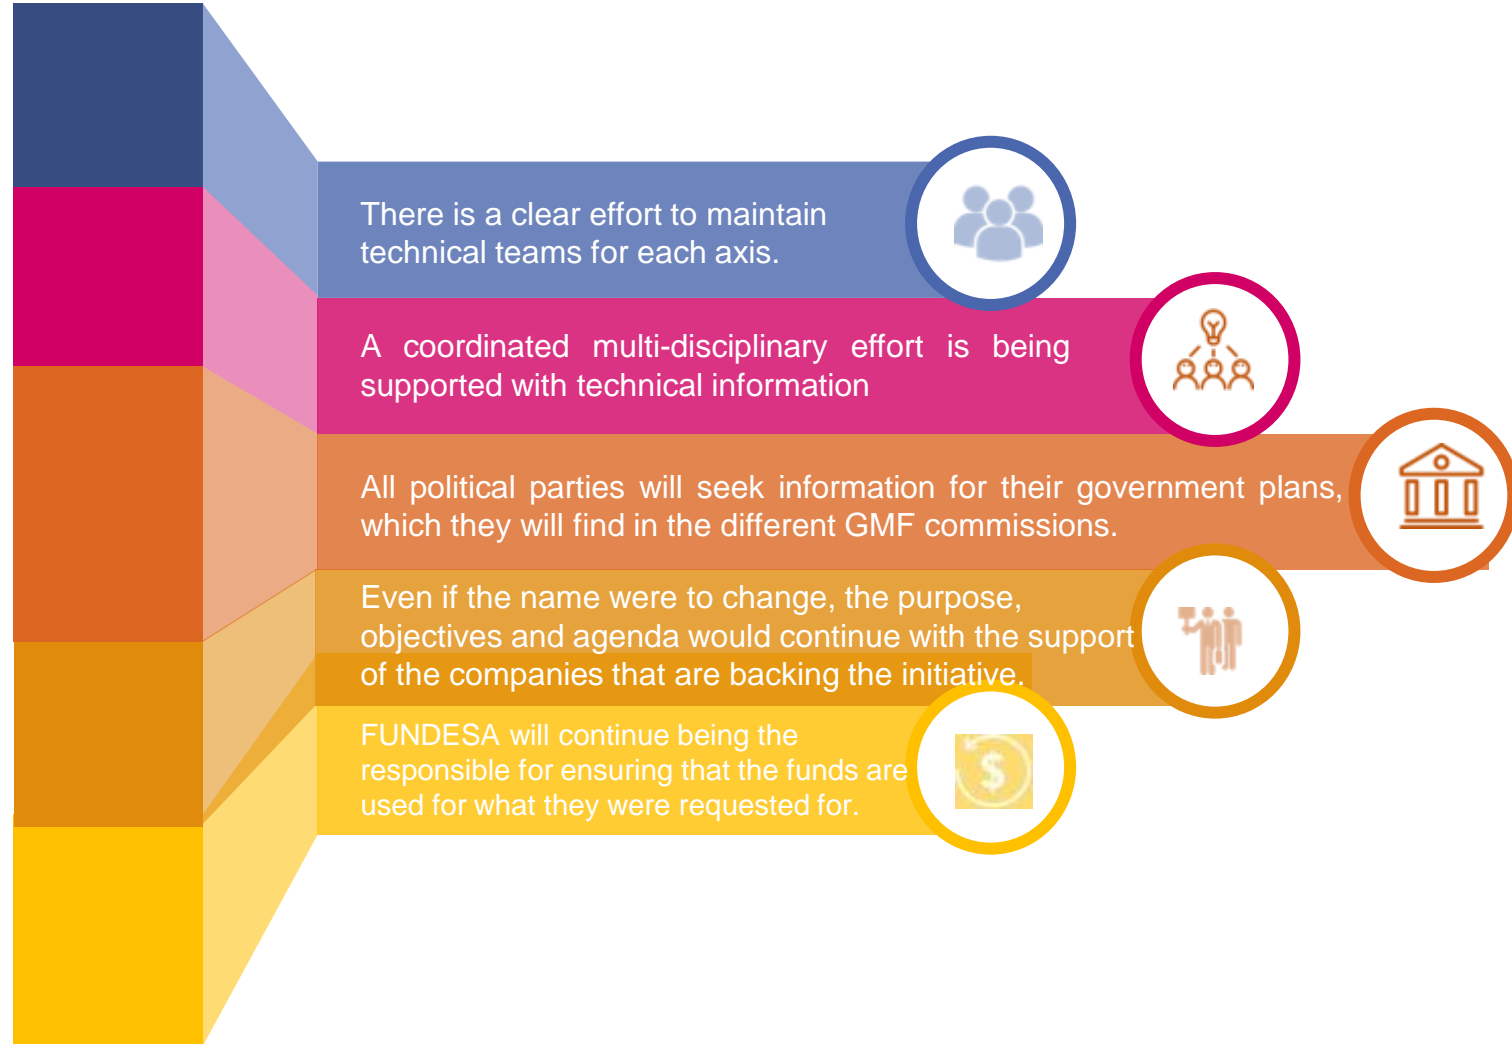 There is a clear effort to maintain
technical teams for each axis.
A coordinated multi-disciplinary effort is being
supported with technical information
All political parties will seek information for their government plans,
which they will find in the different GMF commissions.
Even if the name were to change, the purpose,
objectives and agenda would continue with the support
of the companies that are backing the initiative.
FUNDESA will continue being the
responsible for ensuring that the funds are
used for what they were requested for.
$